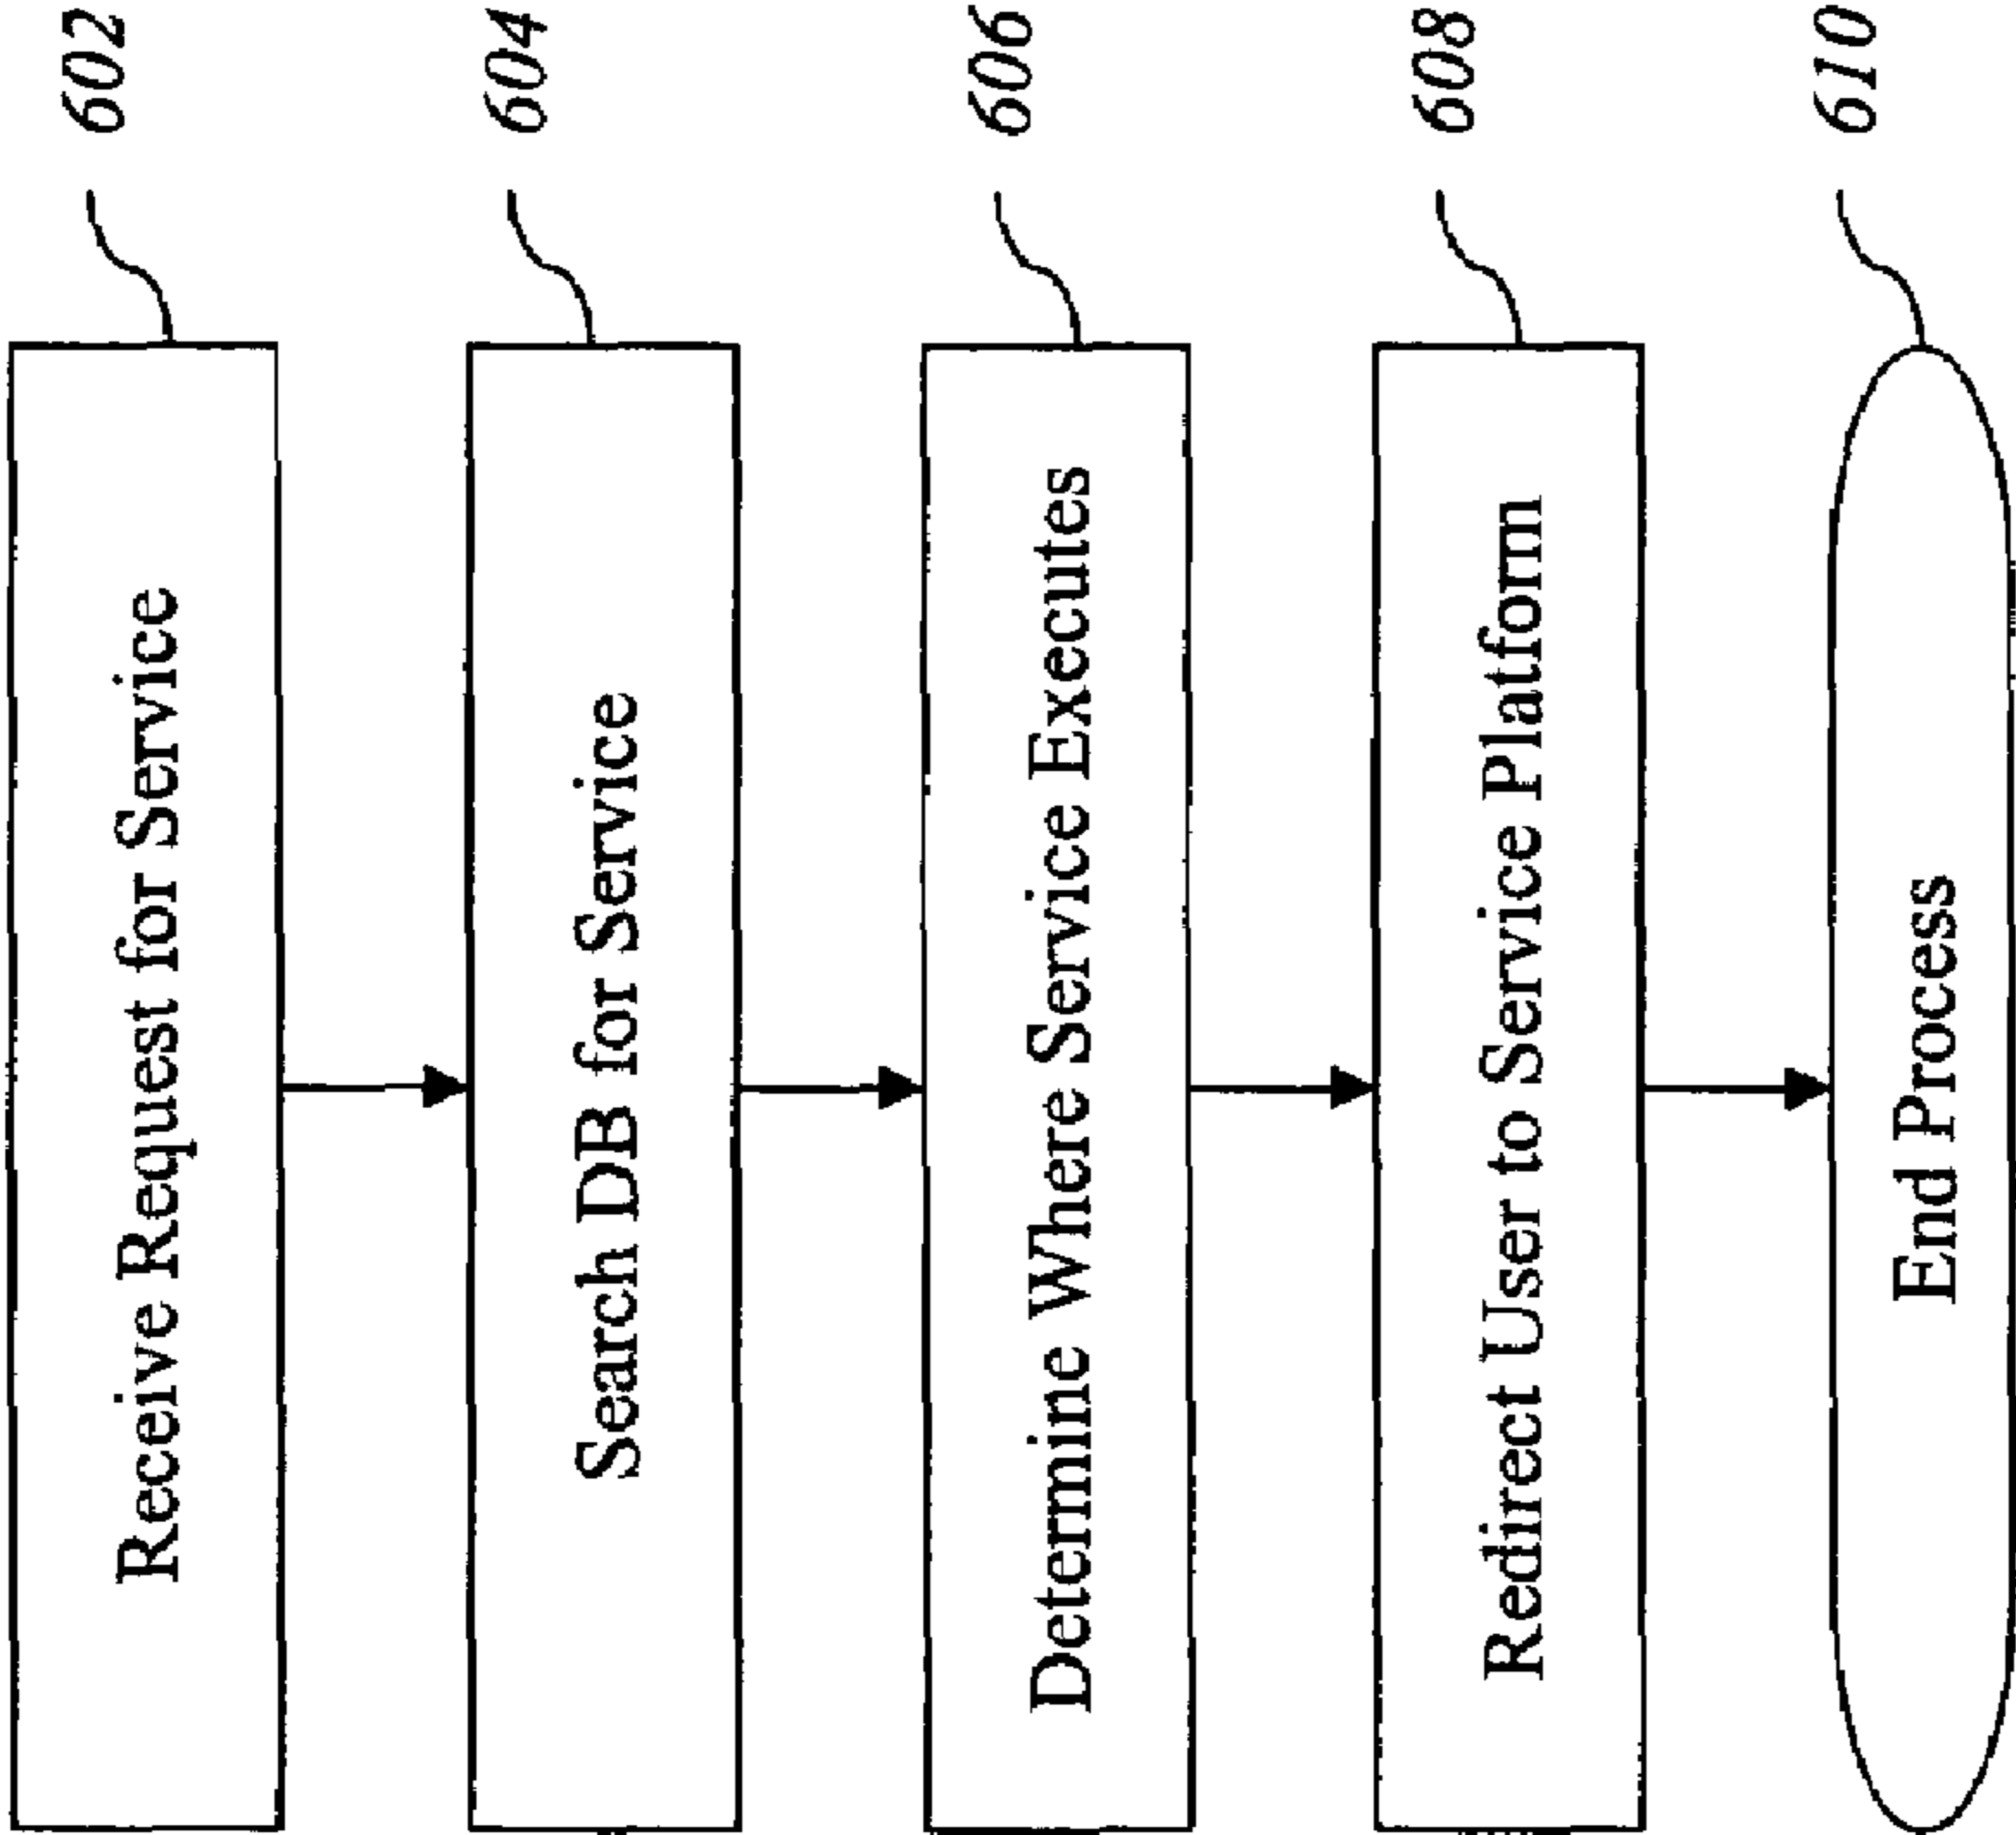 Receive Request for Service
602
Search DB for Service
604
Determine Where Service Executes
606
Redirect User to Service Platform
608
End Process
610